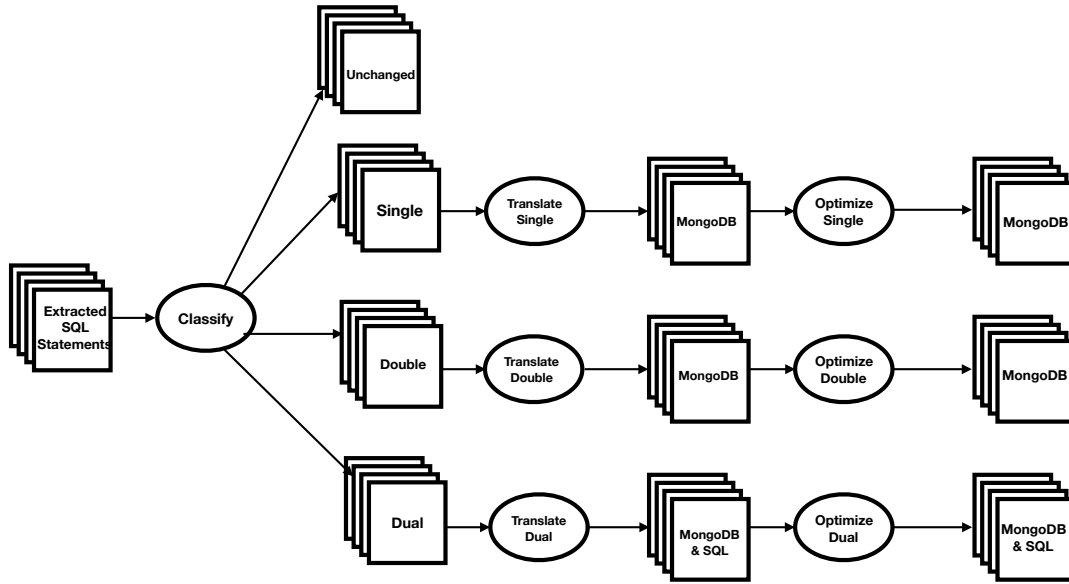 Unchanged
Single
Translate
Single
MongoDB
Optimize
Single
MongoDB
Extracted
SQL
Statements
Classify
Double
Translate
Double
MongoDB
Optimize
Double
MongoDB
Dual
Translate
Dual
MongoDB
& SQL
Optimize
Dual
MongoDB
& SQL